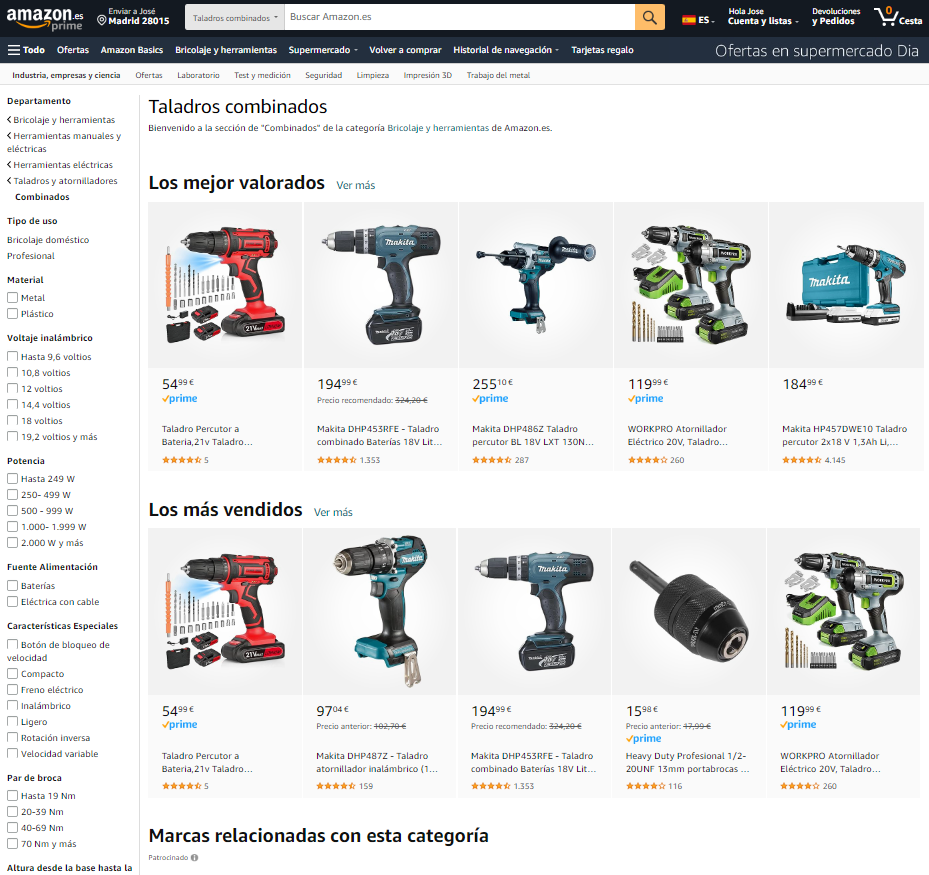 amazon.es
prime
Enviar a José
Madrid 28015
Taladros combinados
Buscar Amazon.es
ES
Hola Jose
Cuenta y listas
Devoluciones
y Pedidos
0
Cesta
Todo
Ofertas
Amazon Basics
Bricolaje y herramientas
Supermercado
Volver a comprar
Historial de navegación
Tarjetas regalo
Ofertas en supermercado Dia
Industria, empresas y ciencia
Ofertas
Laboratorio
Test y medición
Seguridad
Limpieza
Impresión 3D
Trabajo del metal
Departamento
Bricolaje y herramientas
Herramientas manuales y
eléctricas
Herramientas eléctricas
Taladros y atornilladores
Combinados
Tipo de uso
Bricolaje doméstico
Profesional
Material
Metal
Plástico
Voltaje inalámbrico
Hasta 9,6 voltios
10,8 voltios
12 voltios
14,4 voltios
18 voltios
19,2 voltios y más
Potencia
Hasta 249 W
250- 499 W
500 - 999 W
1.000- 1.999 W
2.000 W y más
Fuente Alimentación
Baterías
Eléctrica con cable
Características Especiales
Botón de bloqueo de
velocidad
Compacto
Freno eléctrico
Inalámbrico
Ligero
Rotación inversa
Velocidad variable
Par de broca
Hasta 19 Nm
20-39 Nm
40-69 Nm
70 Nm y más
Altura desde la base hasta la
Taladros combinados
Bienvenido a la sección de "Combinados" de la categoría Bricolaje y herramientas de Amazon.es.
Los mejor valorados
Ver más
21VMAX
makita
makita
54,99 €
prime
Taladro Percutor a
Bateria,21v Taladro…
5
194,99 €
Precio recomendado: 324,20 €
Makita DHP453RFE - Taladro
combinado Baterías 18V Lit…
1.353
255,10 €
prime
Makita DHP486Z Taladro
percutor BL 18V LXT 130N…
287
119,99 €
prime
WORKPRO Atornillador
Eléctrico 20V, Taladro…
260
184,99 €
Makita HP457DWE10 Taladro
percutor 2x18 V 1,3Ah Li,…
4.145
Los más vendidos
Ver más
21VMAX
makita
makita
54,99 €
prime
Taladro Percutor a
Bateria,21v Taladro…
5
97,04 €
Precio anterior: 102,70 €
Makita DHP487Z - Taladro
atornillador inalámbrico (1…
159
194,99 €
Precio recomendado: 324,20 €
Makita DHP453RFE - Taladro
combinado Baterías 18V Lit…
1.353
15,98 €
Precio anterior: 17,99 €
prime
Heavy Duty Profesional 1/2-
20UNF 13mm portabrocas …
116
119,99 €
prime
WORKPRO Atornillador
Eléctrico 20V, Taladro…
260
Marcas relacionadas con esta categoría
Patrocinado